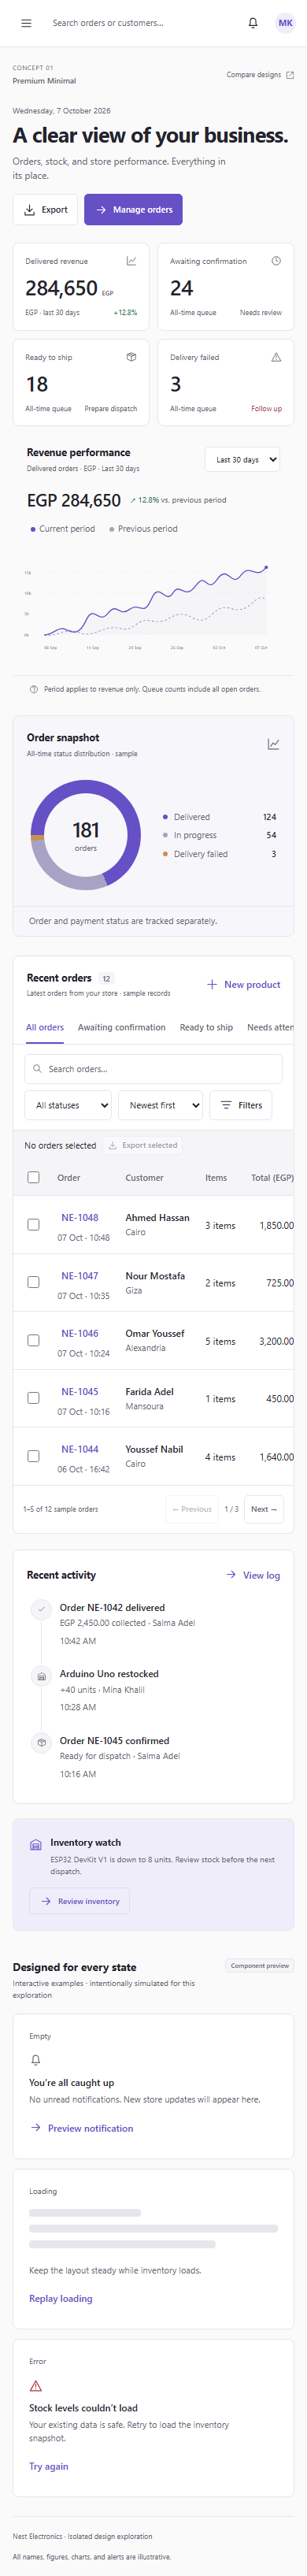 Search orders or customers...
MK
CONCEPT 01
Premium Minimal
Compare designs
Wednesday, 7 October 2026
A clear view of your business.
Orders, stock, and store performance. Everything in
its place.
Export
Manage orders
Delivered revenue
284,650 EGP
EGP · last 30 days
+12.8%
Awaiting confirmation
24
All-time queue
Needs review
Ready to ship
18
All-time queue
Prepare dispatch
Delivery failed
3
All-time queue
Follow up
Revenue performance
Delivered orders · EGP · Last 30 days
Last 30 days
EGP 284,650
↗ 12.8% vs. previous period
Current period
Previous period
15k
10k
5k
0k
08 Sep
14 Sep
20 Sep
26 Sep
02 Oct
07 Oct
Period applies to revenue only. Queue counts include all open orders.
Order snapshot
All-time status distribution · sample
181
orders
Delivered 124
In progress 54
Delivery failed 3
Order and payment status are tracked separately.
Recent orders 12
Latest orders from your store · sample records
New product
All orders
Awaiting confirmation
Ready to ship
Needs atten
Search orders...
All statuses
Newest first
Filters
No orders selected
Export selected
Order Customer Items Total (EGP)
NE-1048 Ahmed Hassan 3 items 1,850.00
07 Oct · 10:48 Cairo
NE-1047 Nour Mostafa 2 items 725.00
07 Oct · 10:35 Giza
NE-1046 Omar Youssef 5 items 3,200.00
07 Oct · 10:24 Alexandria
NE-1045 Farida Adel 1 items 450.00
07 Oct · 10:16 Mansoura
NE-1044 Youssef Nabil 4 items 1,640.00
06 Oct · 16:42 Cairo
1–5 of 12 sample orders
← Previous
1 / 3
Next →
Recent activity
View log
Order NE-1042 delivered
EGP 2,450.00 collected · Salma Adel
10:42 AM
Arduino Uno restocked
+40 units · Mina Khalil
10:28 AM
Order NE-1045 confirmed
Ready for dispatch · Salma Adel
10:16 AM
Inventory watch
ESP32 DevKit V1 is down to 8 units. Review stock before the next
dispatch.
Review inventory
Designed for every state
Component preview
Interactive examples · intentionally simulated for this
exploration
Empty
You're all caught up
No unread notifications. New store updates will appear here.
Preview notification
Loading
Keep the layout steady while inventory loads.
Replay loading
Error
Stock levels couldn't load
Your existing data is safe. Retry to load the inventory
snapshot.
Try again
Nest Electronics · Isolated design exploration
All names, figures, charts, and alerts are illustrative.